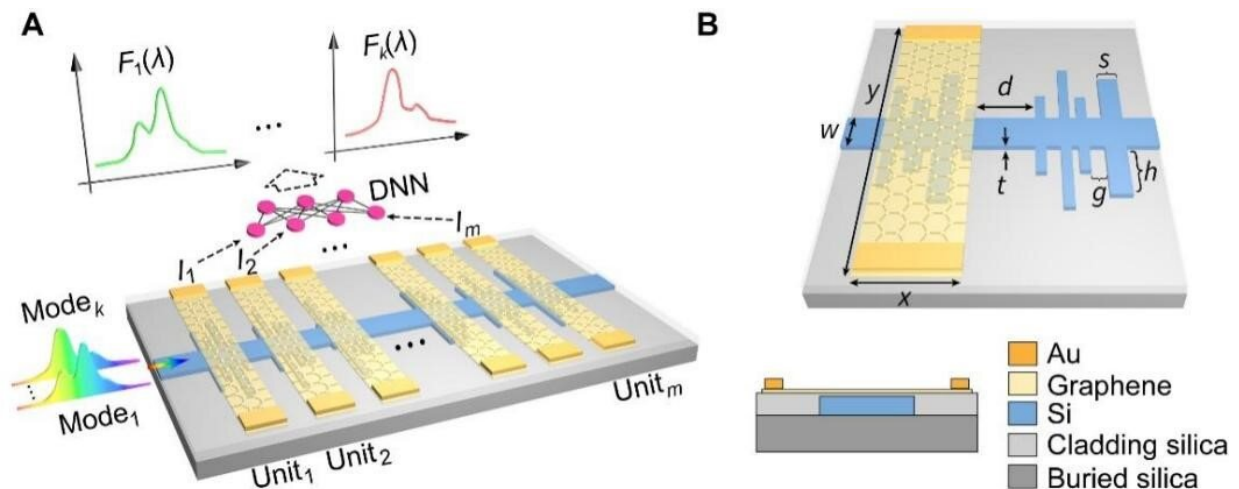 A
F₁(λ)
...
Fₖ(λ)
DNN
I₁
I₂
...
Iₘ
Modeₖ
...
Mode₁
...
Unit₁
Unit₂
Unitₘ
B
y
w
x
d
t
s
g
h
Au
Graphene
Si
Cladding silica
Buried silica